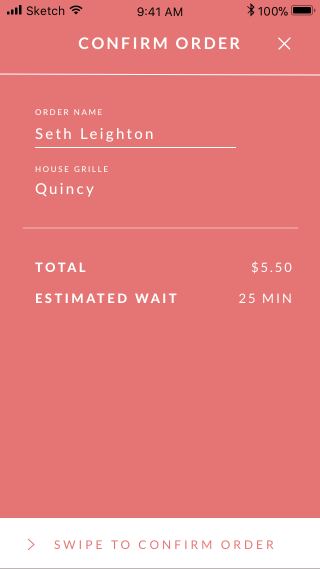 Sketch 9:41 AM 100%
CONFIRM ORDER
ORDER NAME
Seth Leighton
HOUSE GRILLE
Quincy
TOTAL $5.50
ESTIMATED WAIT 25 MIN
SWIPE TO CONFIRM ORDER